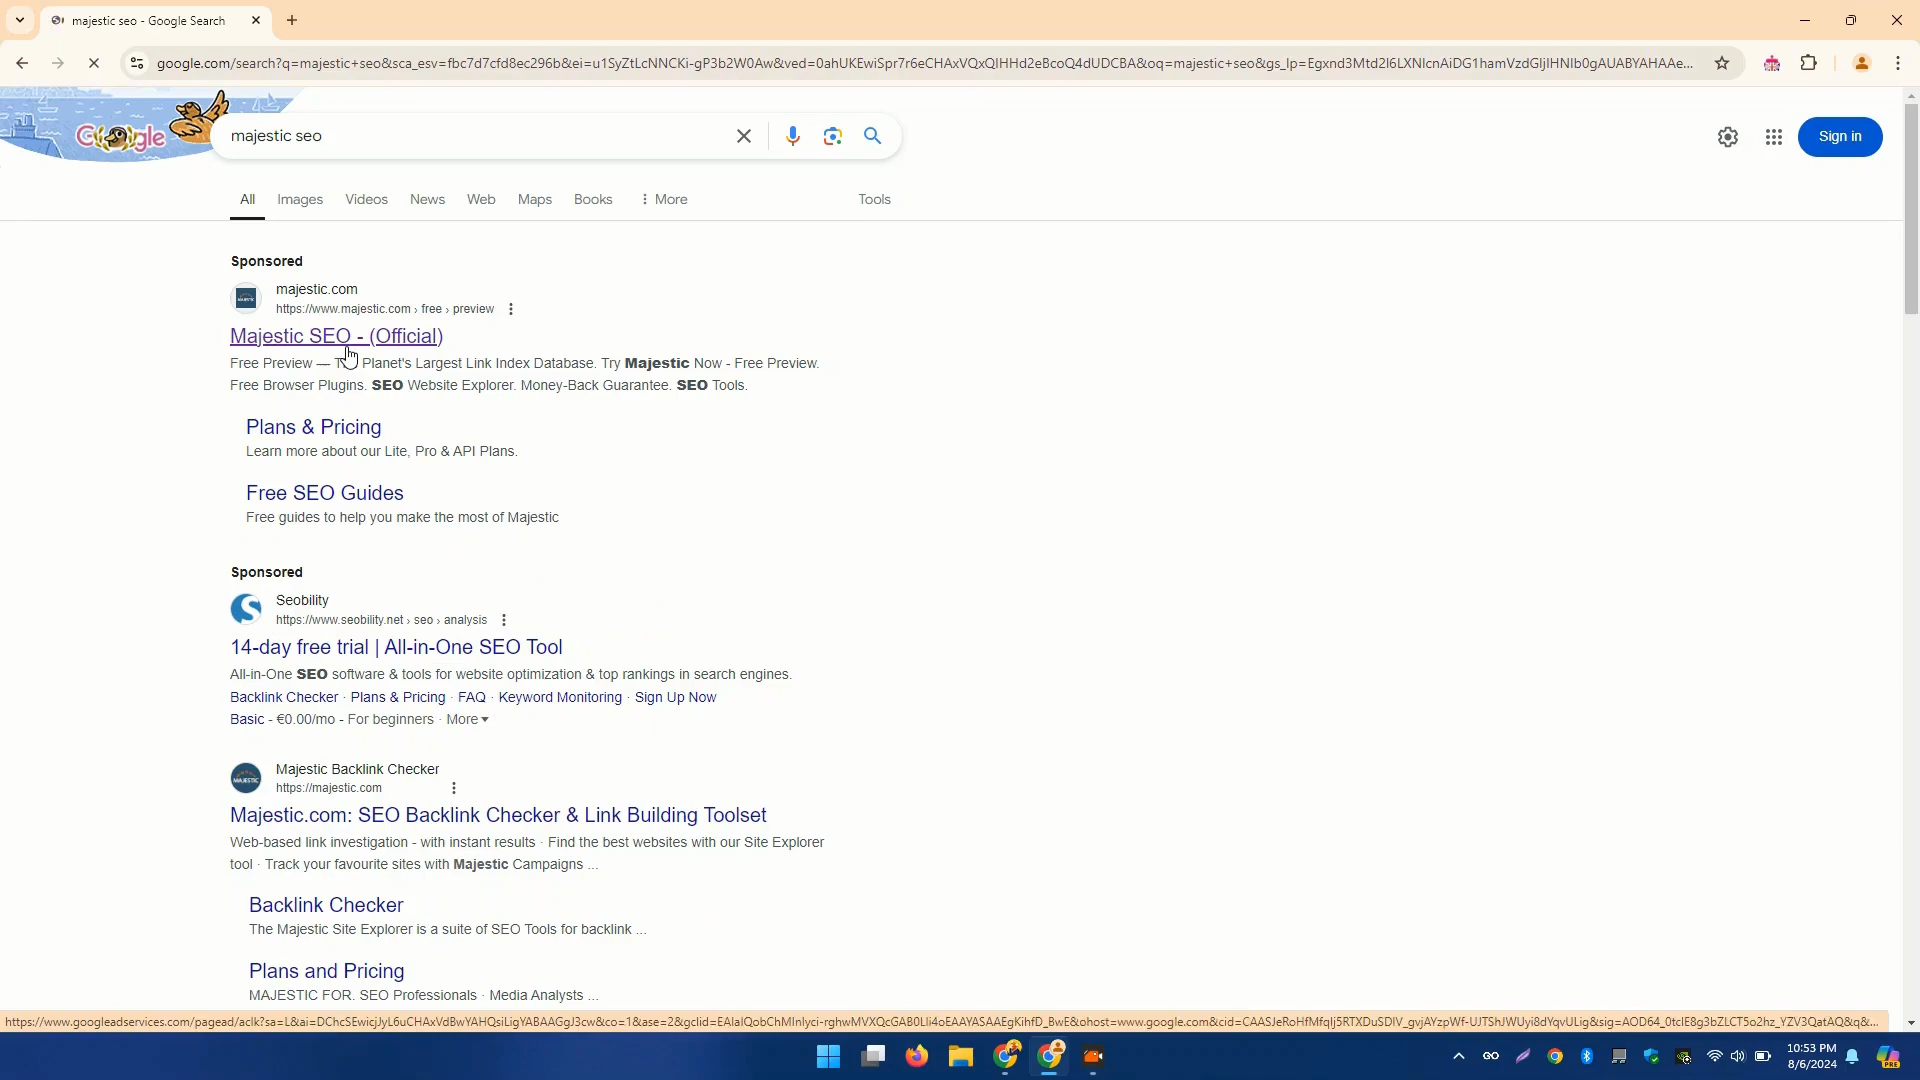 majestic seo - Google Search
google.com/search?q=majestic+seo&sca_esv=fbc7d7cfd8ec296b&ei=u1SyZtLcNNCKi-gP3b2W0Aw&ved=0ahUKEwiSpr7r6eCHAxVQxQIHHd2eBcoQ4dUDCBA&oq=majestic+seo&gs_lp=Egxnd3Mtd2l6LXNlcnAiDG1hamVzdGljIHNlb0gAUABYAHAAe...
Google
majestic seo
Sign in
All Images Videos News Web Maps Books More Tools
Sponsored
majestic.com
https://www.majestic.com › free › preview
Majestic SEO - (Official)
Free Preview — Planet's Largest Link Index Database. Try Majestic Now - Free Preview.
Free Browser Plugins. SEO Website Explorer. Money-Back Guarantee. SEO Tools.
Plans & Pricing
Learn more about our Lite, Pro & API Plans.
Free SEO Guides
Free guides to help you make the most of Majestic
Sponsored
Seobility
https://www.seobility.net › seo › analysis
14-day free trial | All-in-One SEO Tool
All-in-One SEO software & tools for website optimization & top rankings in search engines.
Backlink Checker · Plans & Pricing · FAQ · Keyword Monitoring · Sign Up Now
Basic - €0.00/mo - For beginners · More
MAJESTIC
Majestic Backlink Checker
https://majestic.com
Majestic.com: SEO Backlink Checker & Link Building Toolset
Web-based link investigation - with instant results · Find the best websites with our Site Explorer
tool · Track your favourite sites with Majestic Campaigns ...
Backlink Checker
The Majestic Site Explorer is a suite of SEO Tools for backlink ...
Plans and Pricing
MAJESTIC FOR. SEO Professionals · Media Analysts ...
10:53 PM
8/6/2024
PRE